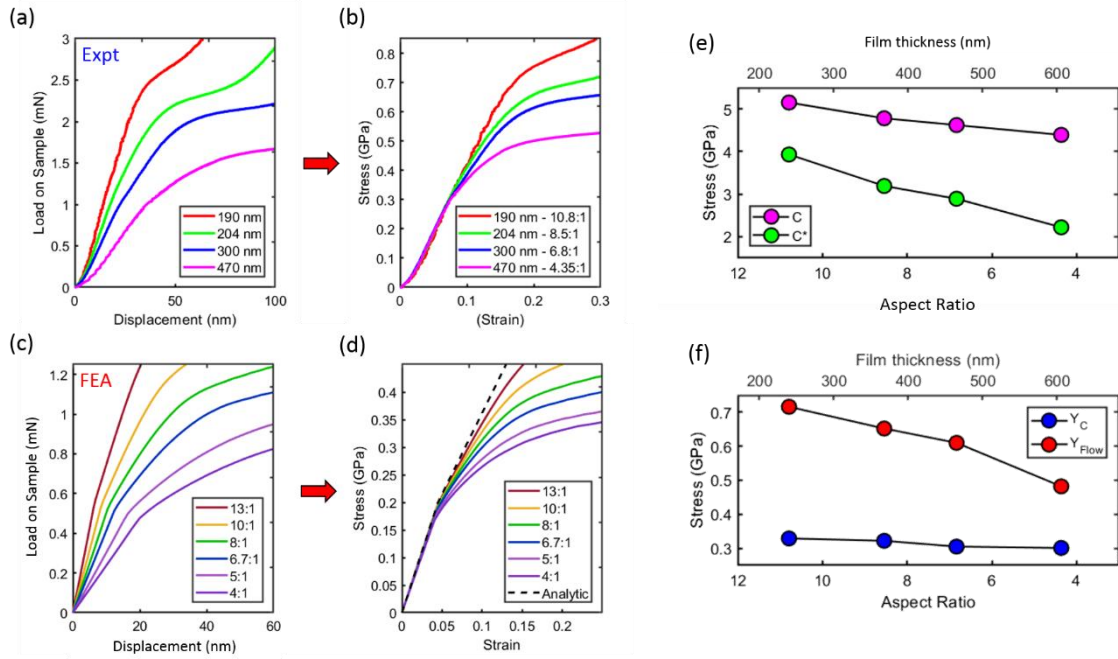 (a)
Load on Sample (mN)
3
2.5
2
1.5
1
0.5
0
Expt
190 nm
204 nm
300 nm
470 nm
0 50 100
Displacement (nm)
(b)
Stress (GPa)
0.8
0.7
0.6
0.5
0.4
0.3
0.2
0.1
0
190 nm - 10.8:1
204 nm - 8.5:1
300 nm - 6.8:1
470 nm - 4.35:1
0 0.1 0.2 0.3
(Strain)
(e)
Film thickness (nm)
200 300 400 500 600
Stress (GPa)
5
4
3
2
C
C*
12 10 8 6 4
Aspect Ratio
(c)
Load on Sample (mN)
1.2
1
0.8
0.6
0.4
0.2
0
FEA
13:1
10:1
8:1
6.7:1
5:1
4:1
0 20 40 60
Displacement (nm)
(d)
Stress (GPa)
0.4
0.35
0.3
0.25
0.2
0.15
0.1
0.05
0
13:1
10:1
8:1
6.7:1
5:1
4:1
Analytic
0 0.05 0.1 0.15 0.2
Strain
(f)
Film thickness (nm)
200 300 400 500 600
Stress (GPa)
0.7
0.6
0.5
0.4
0.3
Y_C
Y_Flow
12 10 8 6 4
Aspect Ratio